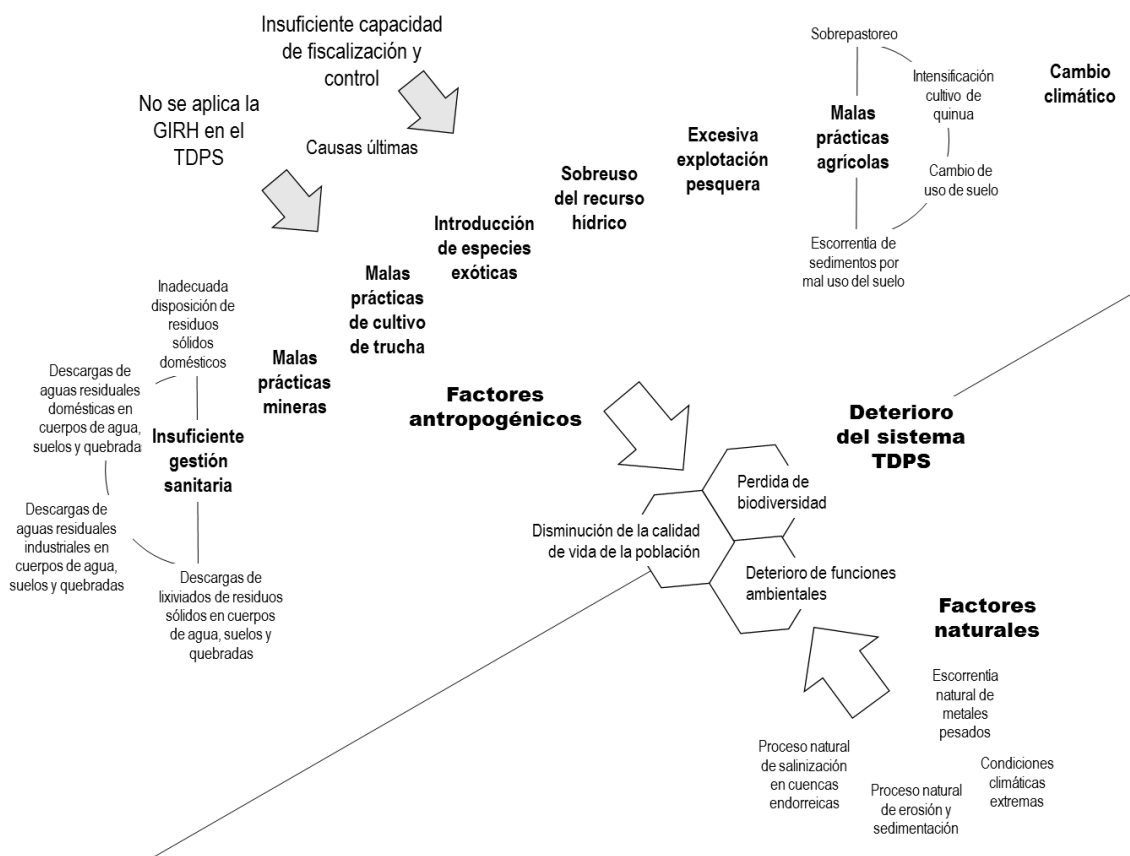 Insuficiente capacidad
de fiscalización y
control
No se aplica la
GIRH en el
TDPS
Causas últimas
Sobrepastoreo
Intensificación
cultivo de
quinua
Malas
prácticas
agrícolas
Cambio de
uso de suelo
Escorrentía de
sedimentos por
mal uso del suelo
Cambio
climático
Excesiva
explotación
pesquera
Sobreuso
del recurso
hídrico
Introducción
de especies
exóticas
Malas
prácticas
de cultivo
de trucha
Malas
prácticas
mineras
Inadecuada
disposición de
residuos
sólidos
domésticos
Descargas de
aguas residuales
domésticas en
cuerpos de agua,
suelos y quebrada
Insuficiente
gestión
sanitaria
Descargas de
aguas residuales
industriales en
cuerpos de agua,
suelos y quebradas
Descargas de
lixiviados de residuos
sólidos en cuerpos
de agua, suelos y
quebradas
Factores
antropogénicos
Deterioro
del sistema
TDPS
Perdida de
biodiversidad
Disminución de la calidad
de vida de la población
Deterioro de funciones
ambientales
Factores
naturales
Escorrentia
natural de
metales
pesados
Proceso natural
de salinización
en cuencas
endorreicas
Proceso natural
de erosión y
sedimentación
Condiciones
climáticas
extremas